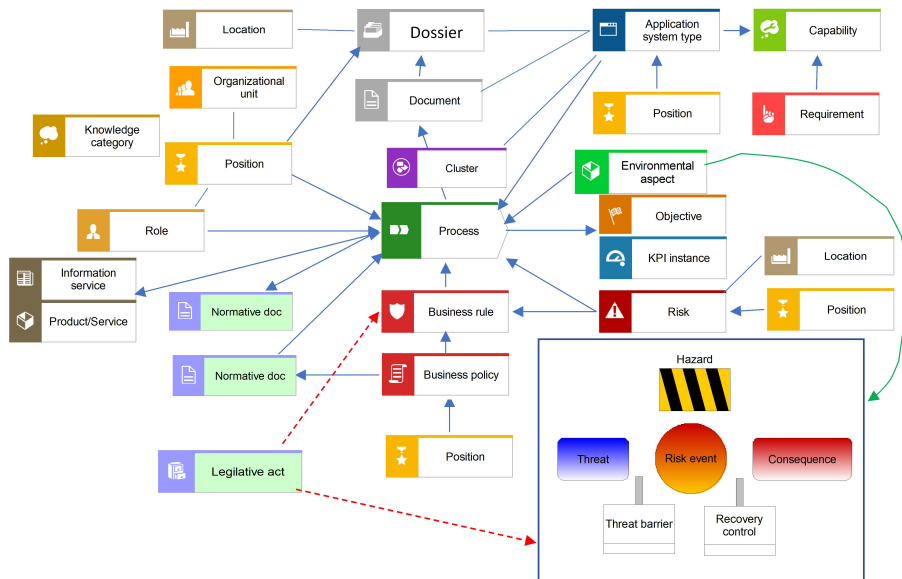 Location
Dossier
Application
system type
Capability
Organizational
unit
Document
Position
Requirement
Knowledge
category
Position
Cluster
Environmental
aspect
Role
Process
Objective
KPI instance
Location
Information
service
Product/Service
Normative doc
Business rule
Risk
Position
Normative doc
Business policy
Hazard
Legilative act
Position
Threat
Risk event
Consequence
Threat barrier
Recovery
control